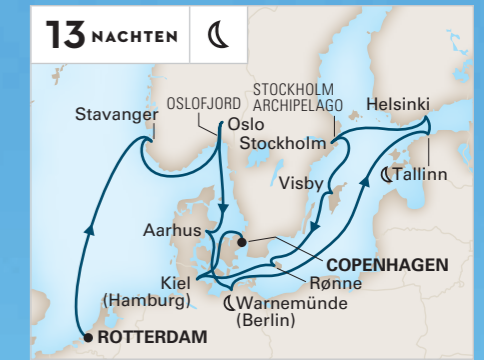 13 NACHTEN
Stavanger
OSLOFJORD
Oslo
STOCKHOLM
ARCHIPELAGO
Helsinki
Stockholm
Tallinn
Visby
Aarhus
COPENHAGEN
Kiel
(Hamburg)
Rønne
Warnemünde
(Berlin)
ROTTERDAM